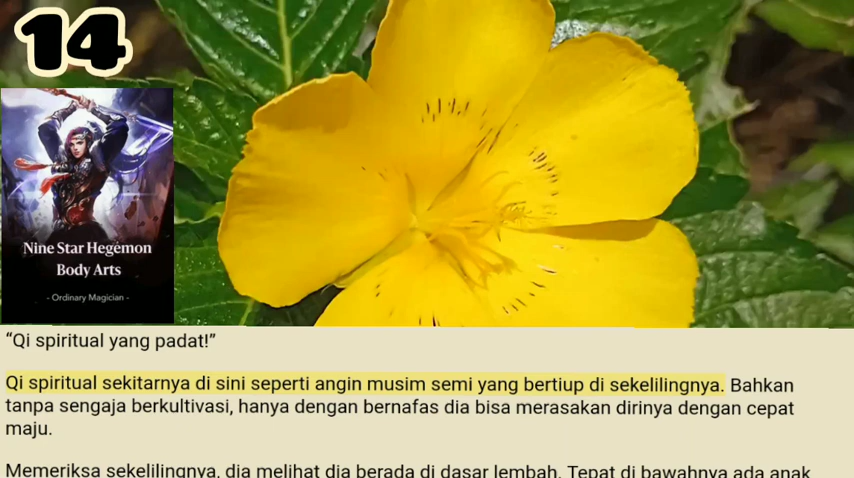 14
Nine Star Hegemon
Body Arts
- Ordinary Magician -
“Qi spiritual yang padat!”
Qi spiritual sekitarnya di sini seperti angin musim semi yang bertiup di sekelilingnya. Bahkan
tanpa sengaja berkultivasi, hanya dengan bernafas dia bisa merasakan dirinya dengan cepat
maju.
Memeriksa sekelilingnya, dia melihat dia berada di dasar lembah. Tepat di bawahnya ada anak